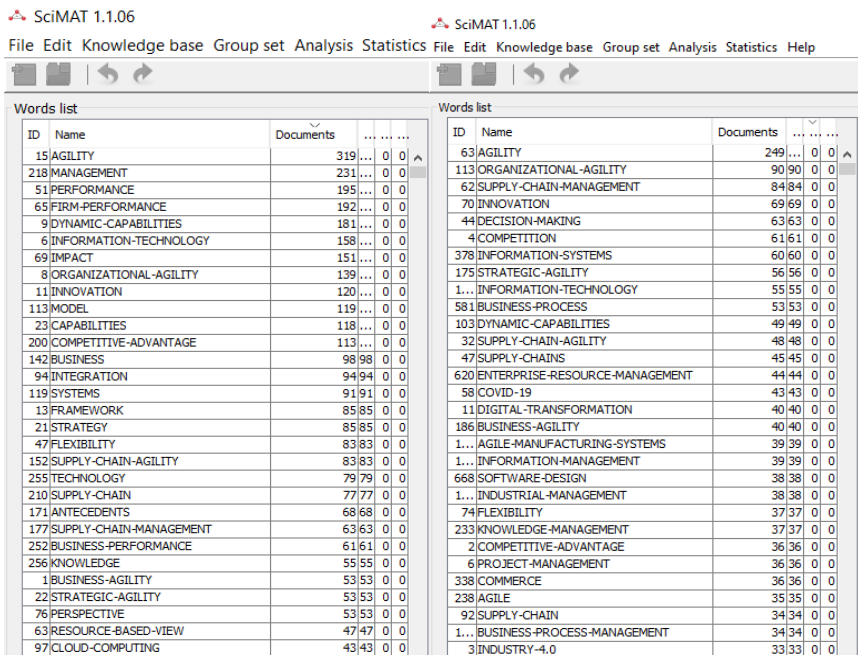 SciMAT 1.1.06
File Edit Knowledge base Group set Analysis Statistics
Words list
ID Name Documents ... ... ...
15 AGILITY 319 ... 0 0
218 MANAGEMENT 231 ... 0 0
51 PERFORMANCE 195 ... 0 0
65 FIRM-PERFORMANCE 192 ... 0 0
9 DYNAMIC-CAPABILITIES 181 ... 0 0
6 INFORMATION-TECHNOLOGY 158 ... 0 0
69 IMPACT 151 ... 0 0
8 ORGANIZATIONAL-AGILITY 139 ... 0 0
11 INNOVATION 120 ... 0 0
113 MODEL 119 ... 0 0
23 CAPABILITIES 118 ... 0 0
200 COMPETITIVE-ADVANTAGE 113 ... 0 0
142 BUSINESS 98 98 0 0
94 INTEGRATION 94 94 0 0
119 SYSTEMS 91 91 0 0
13 FRAMEWORK 85 85 0 0
21 STRATEGY 85 85 0 0
47 FLEXIBILITY 83 83 0 0
152 SUPPLY-CHAIN-AGILITY 83 83 0 0
255 TECHNOLOGY 79 79 0 0
210 SUPPLY-CHAIN 77 77 0 0
171 ANTECEDENTS 68 68 0 0
177 SUPPLY-CHAIN-MANAGEMENT 63 63 0 0
252 BUSINESS-PERFORMANCE 61 61 0 0
256 KNOWLEDGE 55 55 0 0
1 BUSINESS-AGILITY 53 53 0 0
22 STRATEGIC-AGILITY 53 53 0 0
76 PERSPECTIVE 53 53 0 0
63 RESOURCE-BASED-VIEW 47 47 0 0
97 CLOUD-COMPUTING 43 43 0 0
SciMAT 1.1.06
File Edit Knowledge base Group set Analysis Statistics Help
Words list
ID Name Documents ... ... ...
63 AGILITY 249 ... 0 0
113 ORGANIZATIONAL-AGILITY 90 90 0 0
62 SUPPLY-CHAIN-MANAGEMENT 84 84 0 0
70 INNOVATION 69 69 0 0
44 DECISION-MAKING 63 63 0 0
4 COMPETITION 61 61 0 0
378 INFORMATION-SYSTEMS 60 60 0 0
175 STRATEGIC-AGILITY 56 56 0 0
1... INFORMATION-TECHNOLOGY 55 55 0 0
581 BUSINESS-PROCESS 53 53 0 0
103 DYNAMIC-CAPABILITIES 49 49 0 0
32 SUPPLY-CHAIN-AGILITY 48 48 0 0
47 SUPPLY-CHAINS 45 45 0 0
620 ENTERPRISE-RESOURCE-MANAGEMENT 44 44 0 0
58 COVID-19 43 43 0 0
11 DIGITAL-TRANSFORMATION 40 40 0 0
186 BUSINESS-AGILITY 40 40 0 0
1... AGILE-MANUFACTURING-SYSTEMS 39 39 0 0
1... INFORMATION-MANAGEMENT 39 39 0 0
668 SOFTWARE-DESIGN 38 38 0 0
1... INDUSTRIAL-MANAGEMENT 38 38 0 0
74 FLEXIBILITY 37 37 0 0
233 KNOWLEDGE-MANAGEMENT 37 37 0 0
2 COMPETITIVE-ADVANTAGE 36 36 0 0
6 PROJECT-MANAGEMENT 36 36 0 0
338 COMMERCE 36 36 0 0
238 AGILE 35 35 0 0
92 SUPPLY-CHAIN 34 34 0 0
1... BUSINESS-PROCESS-MANAGEMENT 34 34 0 0
3 INDUSTRY-4.0 33 33 0 0